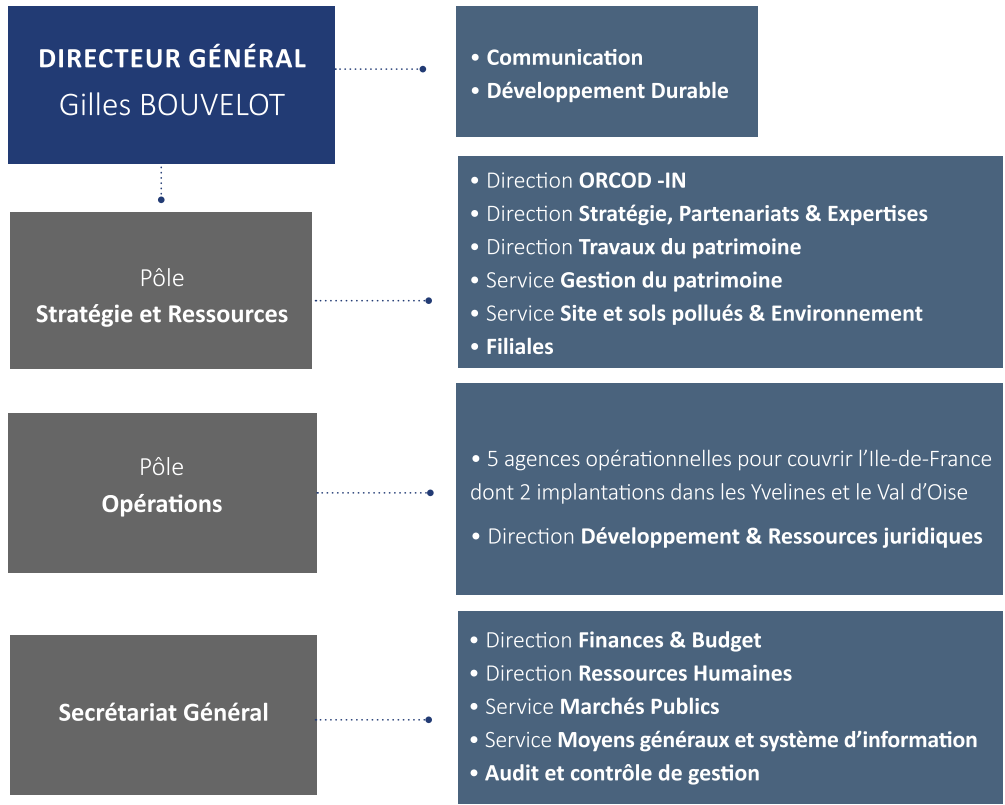 DIRECTEUR GÉNÉRAL
Gilles BOUVELOT
• Communication
• Développement Durable
Pôle
Stratégie et Ressources
• Direction ORCOD -IN
• Direction Stratégie, Partenariats & Expertises
• Direction Travaux du patrimoine
• Service Gestion du patrimoine
• Service Site et sols pollués & Environnement
• Filiales
Pôle
Opérations
• 5 agences opérationnelles pour couvrir l’Ile-de-France
dont 2 implantations dans les Yvelines et le Val d’Oise
• Direction Développement & Ressources juridiques
Secrétariat Général
• Direction Finances & Budget
• Direction Ressources Humaines
• Service Marchés Publics
• Service Moyens généraux et système d’information
• Audit et contrôle de gestion